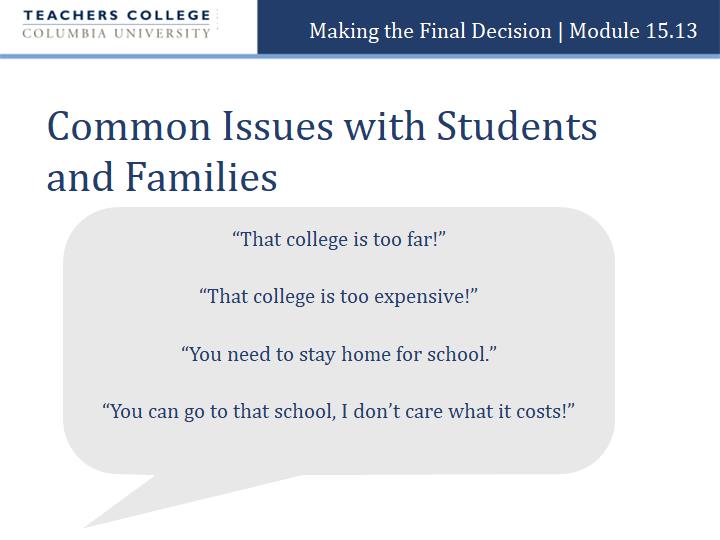 TEACHERS COLLEGE
COLUMBIA UNIVERSITY
Making the Final Decision | Module 15.13
Common Issues with Students
and Families
“That college is too far!”
“That college is too expensive!”
“You need to stay home for school.”
“You can go to that school, I don’t care what it costs!”